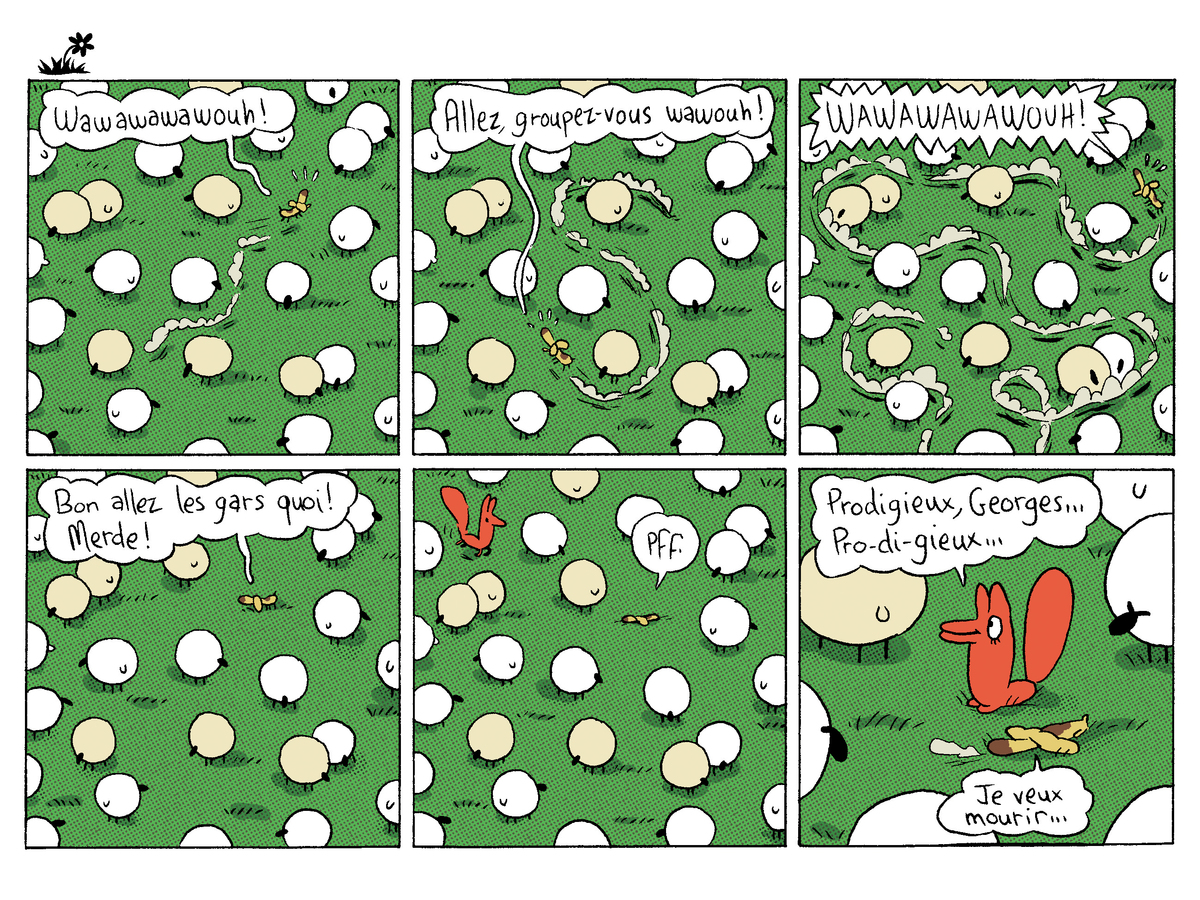 Wawawawawouh!
Allez, groupez-vous wawouh!
WAWAWAWAWOUH!
Bon allez les gars quoi!
Merde!
PFF.
Prodigieux, Georges...
Pro-di-gieux...
Je veux
mourir...